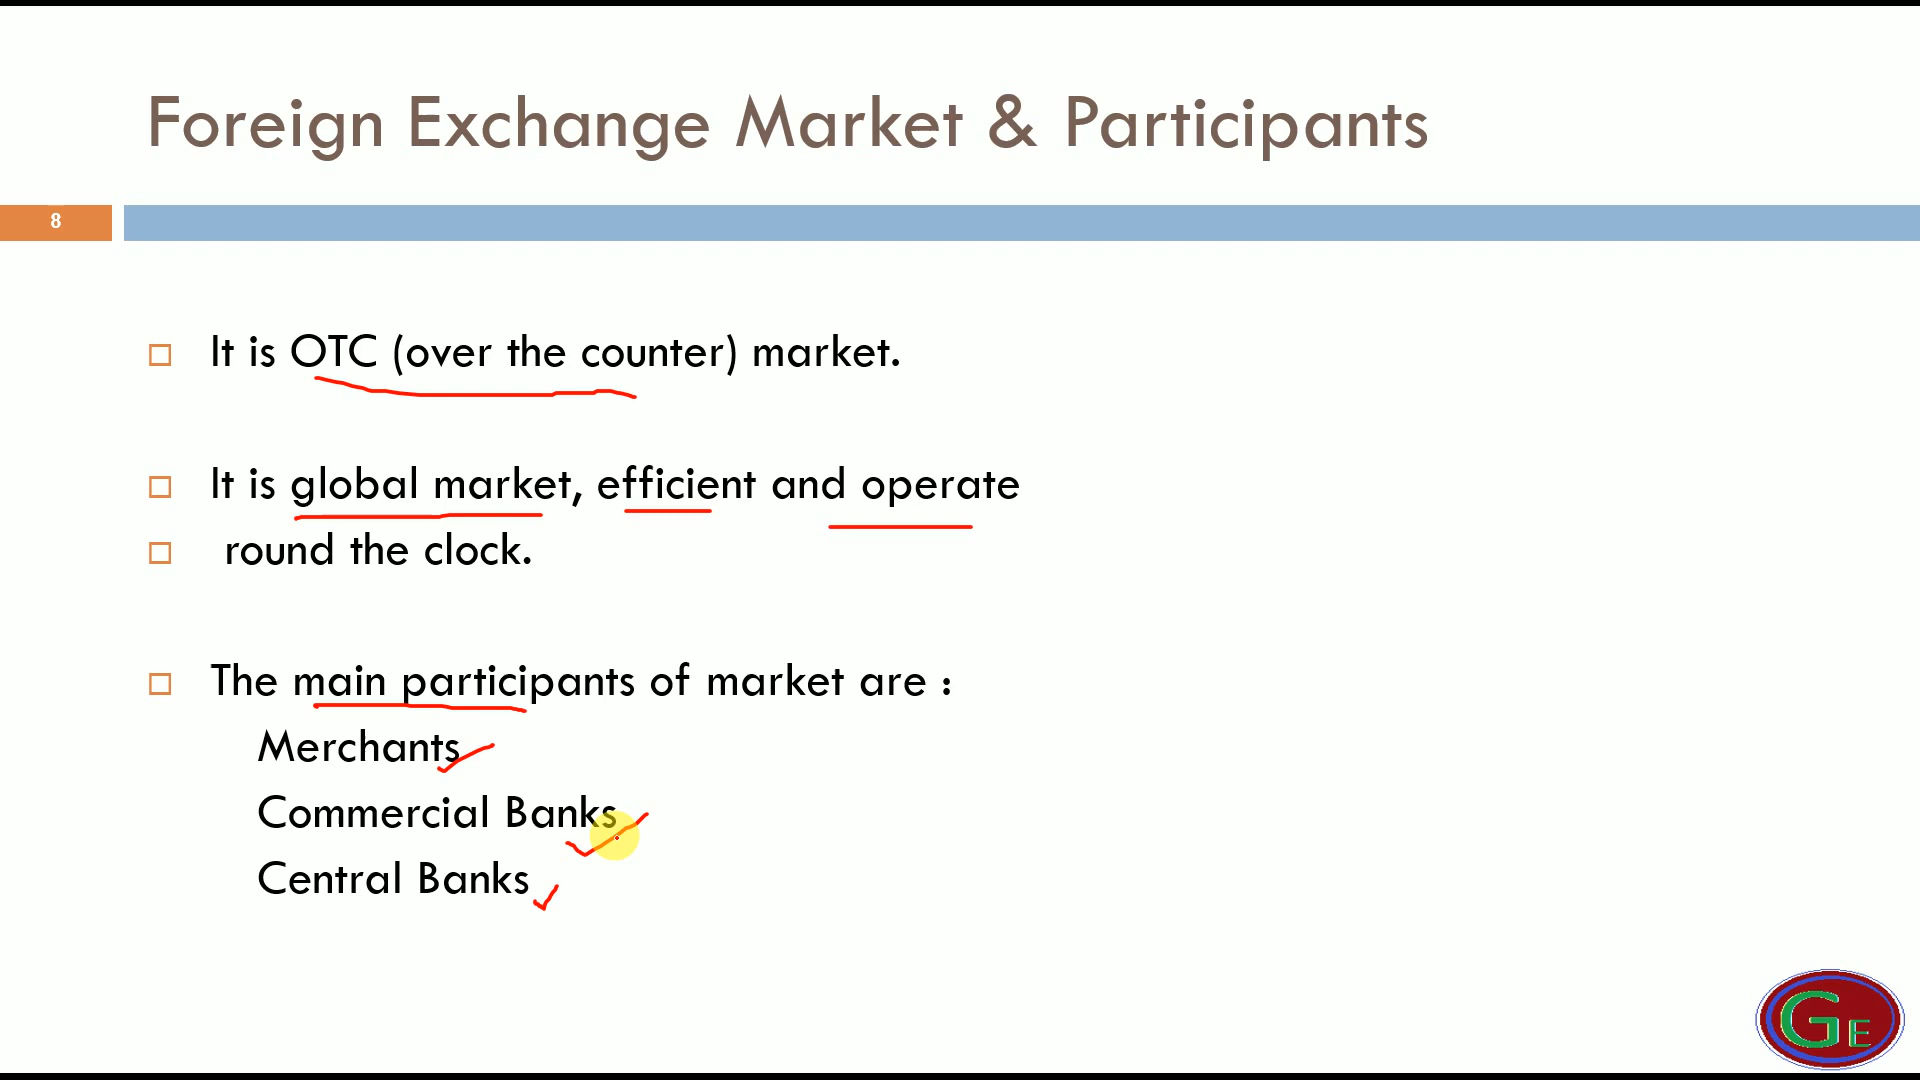 Foreign Exchange Market & Participants
8
It is OTC (over the counter) market.
It is global market, efficient and operate
round the clock.
The main participants of market are :
Merchants
Commercial Banks
Central Banks
GE